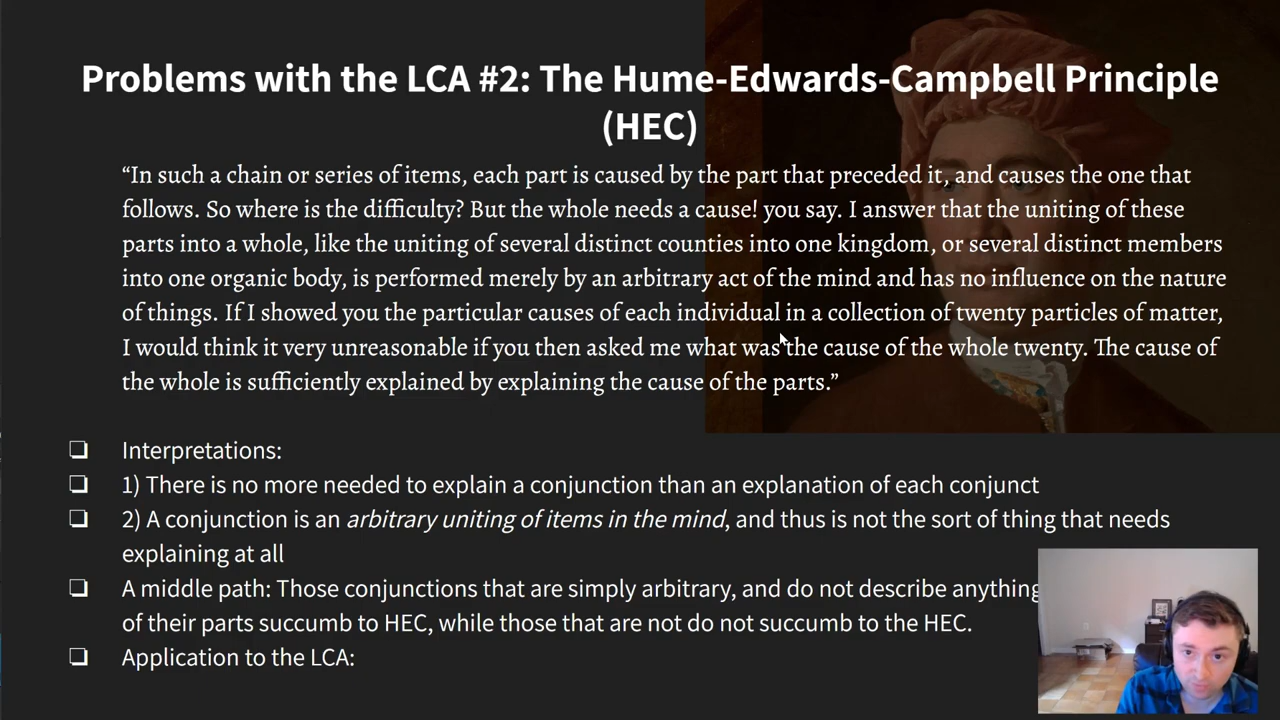 Problems with the LCA #2: The Hume-Edwards-Campbell Principle
(HEC)
“In such a chain or series of items, each part is caused by the part that preceded it, and causes the one that
follows. So where is the difficulty? But the whole needs a cause! you say. I answer that the uniting of these
parts into a whole, like the uniting of several distinct counties into one kingdom, or several distinct members
into one organic body, is performed merely by an arbitrary act of the mind and has no influence on the nature
of things. If I showed you the particular causes of each individual in a collection of twenty particles of matter,
I would think it very unreasonable if you then asked me what was the cause of the whole twenty. The cause of
the whole is sufficiently explained by explaining the cause of the parts.”
Interpretations:
1) There is no more needed to explain a conjunction than an explanation of each conjunct
2) A conjunction is an arbitrary uniting of items in the mind, and thus is not the sort of thing that needs
explaining at all
A middle path: Those conjunctions that are simply arbitrary, and do not describe anything
of their parts succumb to HEC, while those that are not do not succumb to the HEC.
Application to the LCA: